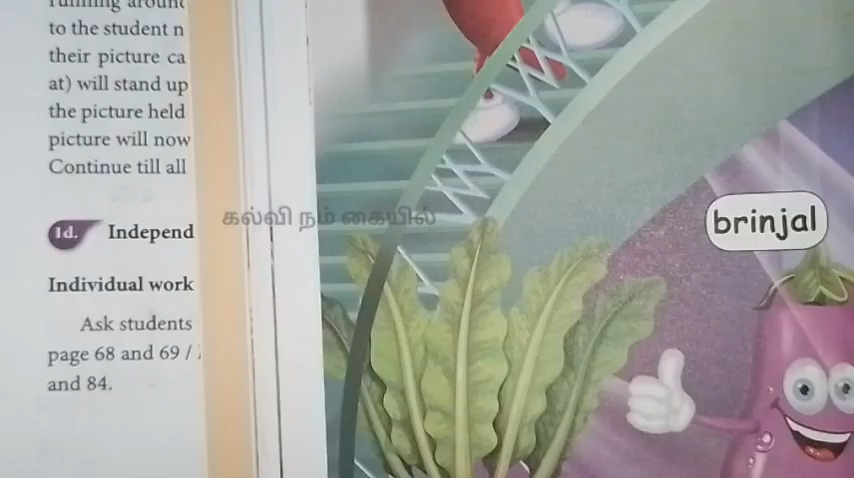 to the student n
their picture ca
at) will stand up
the picture held
picture will now
Continue till all
1d. Independ
Individual work
Ask students
page 68 and 69 /
and 84.
கல்வி நம் கையில்
brinjal